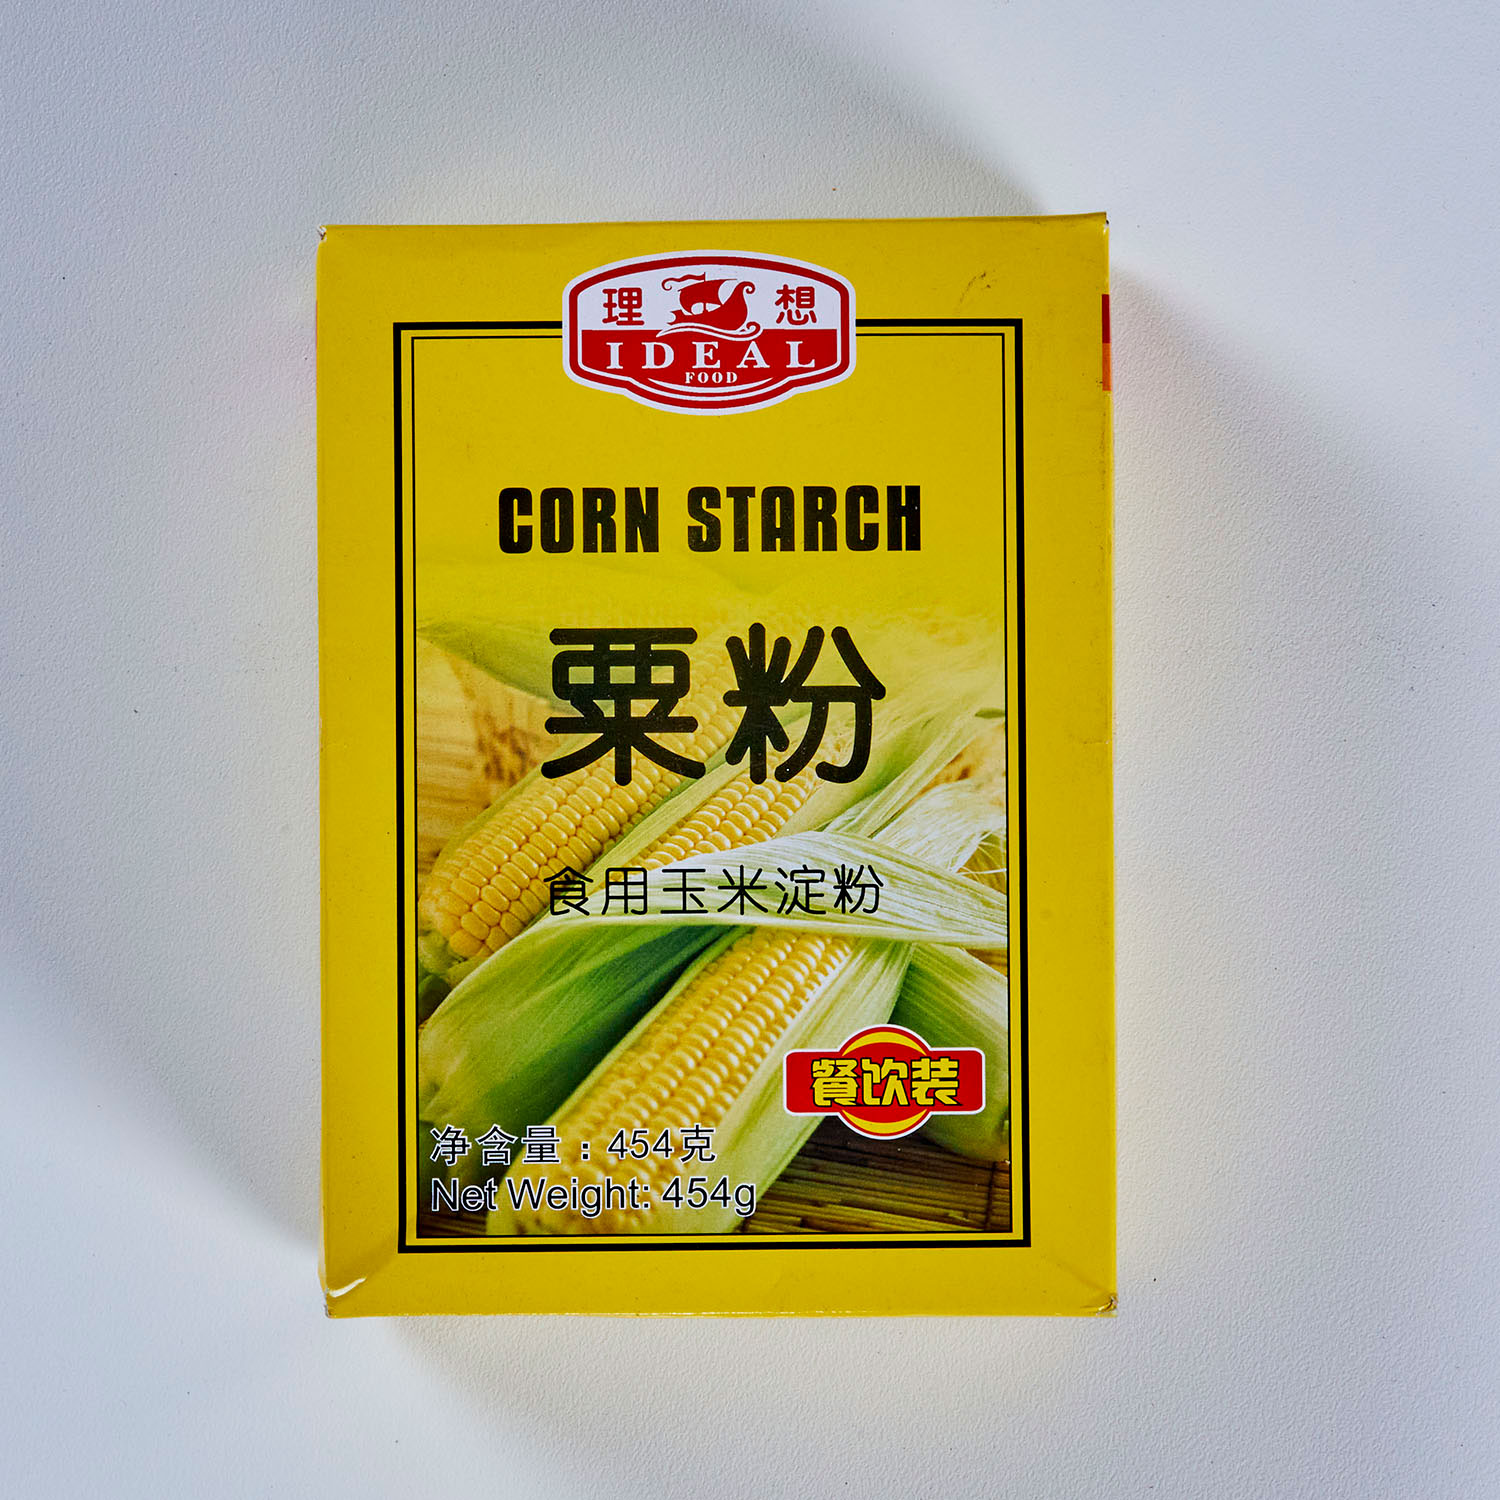 理 想
IDEAL
FOOD
CORN STARCH
粟粉
食用玉米淀粉
餐饮装
净含量：454克
Net Weight: 454g